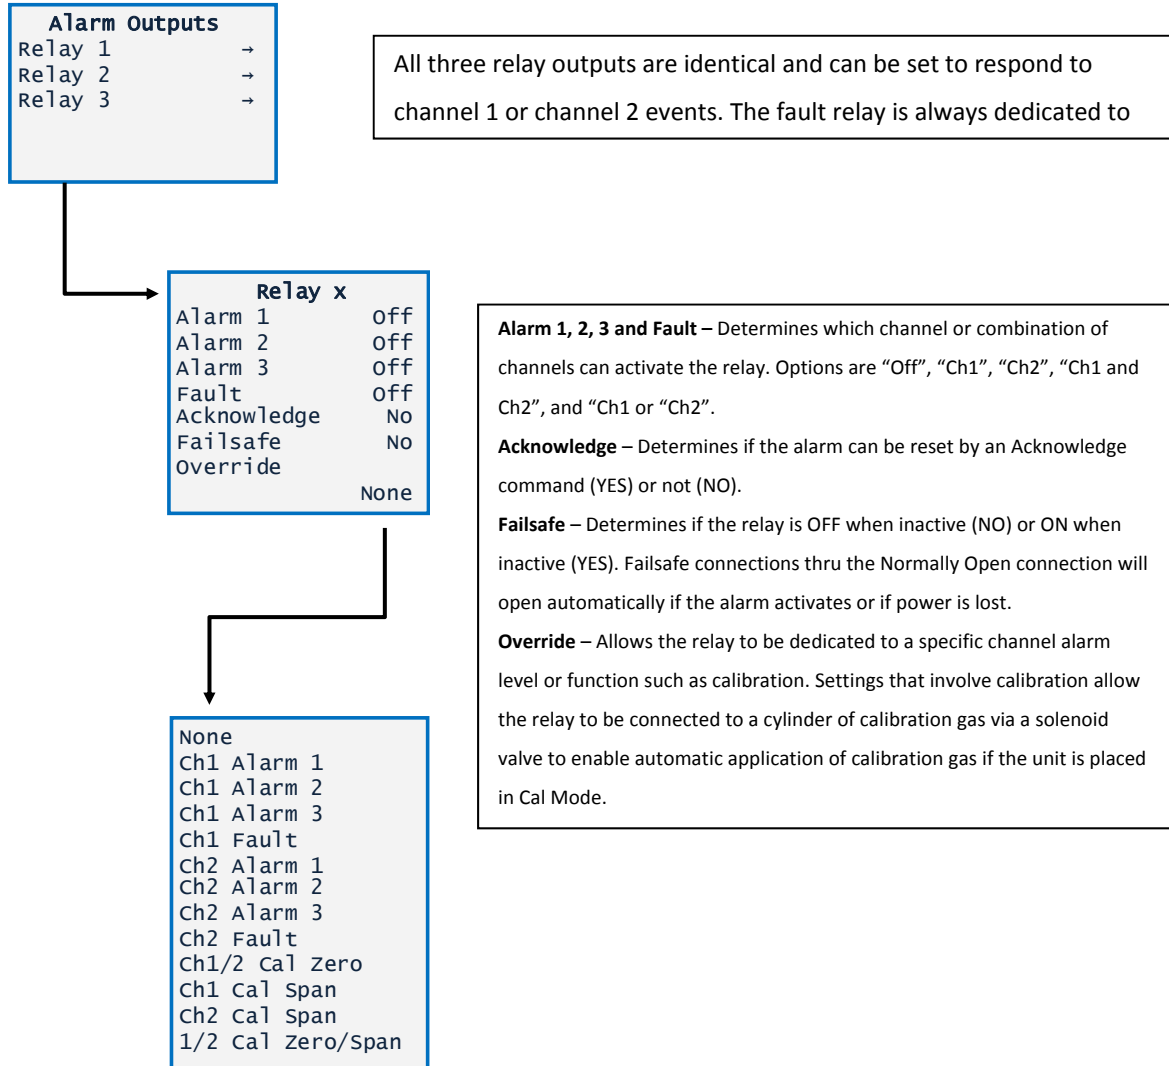 Alarm Outputs
Relay 1 →
Relay 2 →
Relay 3 →
All three relay outputs are identical and can be set to respond to
channel 1 or channel 2 events. The fault relay is always dedicated to
Relay x
Alarm 1 Off
Alarm 2 Off
Alarm 3 Off
Fault Off
Acknowledge No
Failsafe No
Override
None
Alarm 1, 2, 3 and Fault – Determines which channel or combination of
channels can activate the relay. Options are “Off”, “Ch1”, “Ch2”, “Ch1 and
Ch2”, and “Ch1 or “Ch2”.
Acknowledge – Determines if the alarm can be reset by an Acknowledge
command (YES) or not (NO).
Failsafe – Determines if the relay is OFF when inactive (NO) or ON when
inactive (YES). Failsafe connections thru the Normally Open connection will
open automatically if the alarm activates or if power is lost.
Override – Allows the relay to be dedicated to a specific channel alarm
level or function such as calibration. Settings that involve calibration allow
the relay to be connected to a cylinder of calibration gas via a solenoid
valve to enable automatic application of calibration gas if the unit is placed
in Cal Mode.
None
Ch1 Alarm 1
Ch1 Alarm 2
Ch1 Alarm 3
Ch1 Fault
Ch2 Alarm 1
Ch2 Alarm 2
Ch2 Alarm 3
Ch2 Fault
Ch1/2 Cal Zero
Ch1 Cal Span
Ch2 Cal Span
1/2 Cal Zero/Span